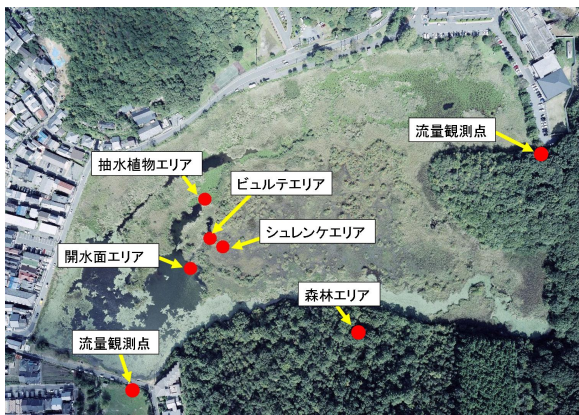 流量観測点
抽水植物エリア
ビュルテエリア
シュレンケエリア
開水面エリア
森林エリア
流量観測点